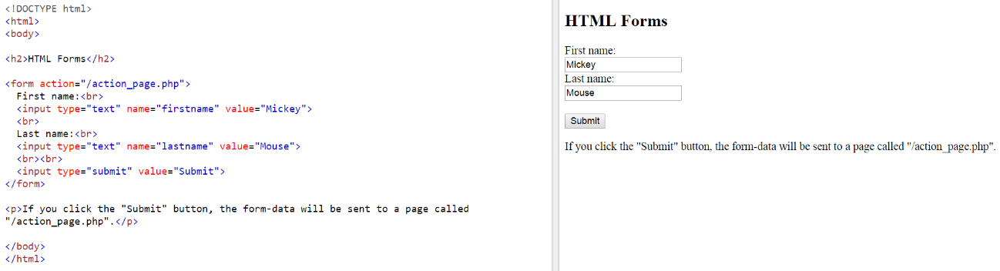 <!DOCTYPE html>
<html>
<body>
<h2>HTML Forms</h2>
<form action="/action_page.php">
First name:<br>
<input type="text" name="firstname" value="Mickey">
<br>
Last name:<br>
<input type="text" name="lastname" value="Mouse">
<br><br>
<input type="submit" value="Submit">
</form>
<p>If you click the "Submit" button, the form-data will be sent to a page called
"/action_page.php".</p>
</body>
</html>
HTML Forms
First name:
Mickey
Last name:
Mouse
Submit
If you click the "Submit" button, the form-data will be sent to a page called "/action_page.php".